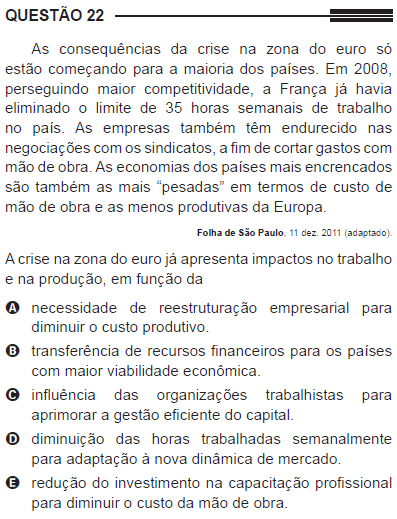 QUESTÃO 22
As consequências da crise na zona do euro só
estão começando para a maioria dos países. Em 2008,
perseguindo maior competitividade, a França já havia
eliminado o limite de 35 horas semanais de trabalho
no país. As empresas também têm endurecido nas
negociações com os sindicatos, a fim de cortar gastos com
mão de obra. As economias dos países mais encrencados
são também as mais “pesadas” em termos de custo de
mão de obra e as menos produtivas da Europa.
Folha de São Paulo, 11 dez. 2011 (adaptado).
A crise na zona do euro já apresenta impactos no trabalho
e na produção, em função da
A necessidade de reestruturação empresarial para
diminuir o custo produtivo.
B transferência de recursos financeiros para os países
com maior viabilidade econômica.
C influência das organizações trabalhistas para
aprimorar a gestão eficiente do capital.
D diminuição das horas trabalhadas semanalmente
para adaptação à nova dinâmica de mercado.
E redução do investimento na capacitação profissional
para diminuir o custo da mão de obra.